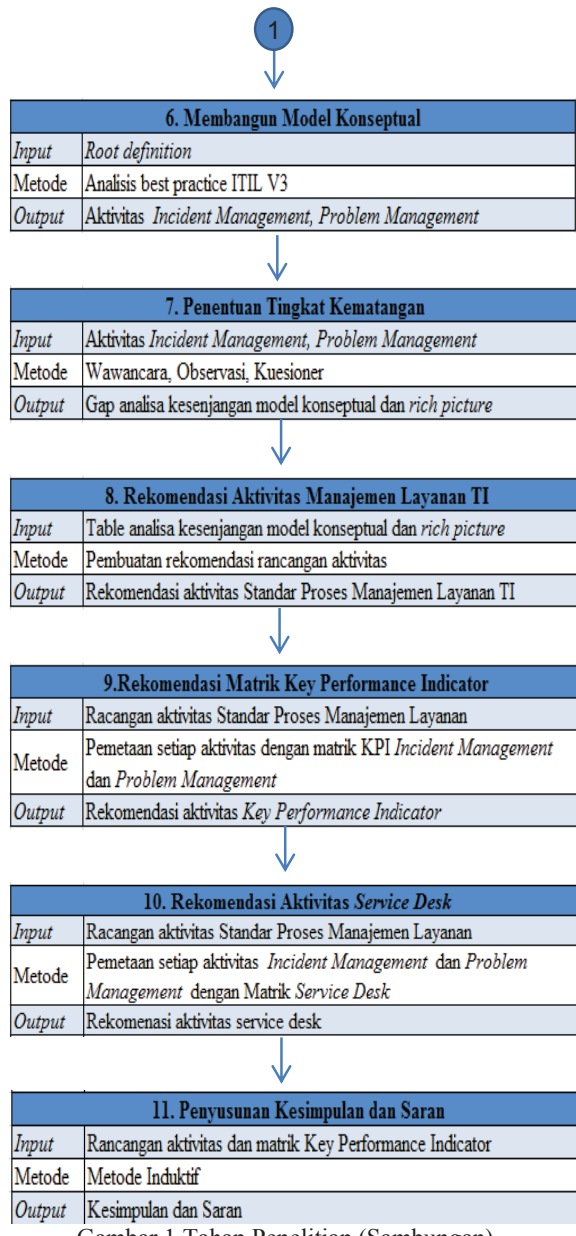 1
6. Membangun Model Konseptual
Input Root definition
Metode Analisis best practice ITIL V3
Output Aktivitas Incident Management, Problem Management
7. Penentuan Tingkat Kematangan
Input Aktivitas Incident Management, Problem Management
Metode Wawancara, Observasi, Kuesioner
Output Gap analisa kesenjangan model konseptual dan rich picture
8. Rekomendasi Aktivitas Manajemen Layanan TI
Input Table analisa kesenjangan model konseptual dan rich picture
Metode Pembuatan rekomendasi rancangan aktivitas
Output Rekomendasi aktivitas Standar Proses Manajemen Layanan TI
9.Rekomendasi Matrik Key Performance Indicator
Input Racangan aktivitas Standar Proses Manajemen Layanan
Metode Pemetaan setiap aktivitas dengan matrik KPI Incident Management
dan Problem Management
Output Rekomendasi aktivitas Key Performance Indicator
10. Rekomendasi Aktivitas Service Desk
Input Racangan aktivitas Standar Proses Manajemen Layanan
Metode Pemetaan setiap aktivitas Incident Management dan Problem
Management dengan Matrik Service Desk
Output Rekomenasi aktivitas service desk
11. Penyusunan Kesimpulan dan Saran
Input Rancangan aktivitas dan matrik Key Performance Indicator
Metode Metode Induktif
Output Kesimpulan dan Saran
Gambar 1 Tahap Penelitian (Sambungan)